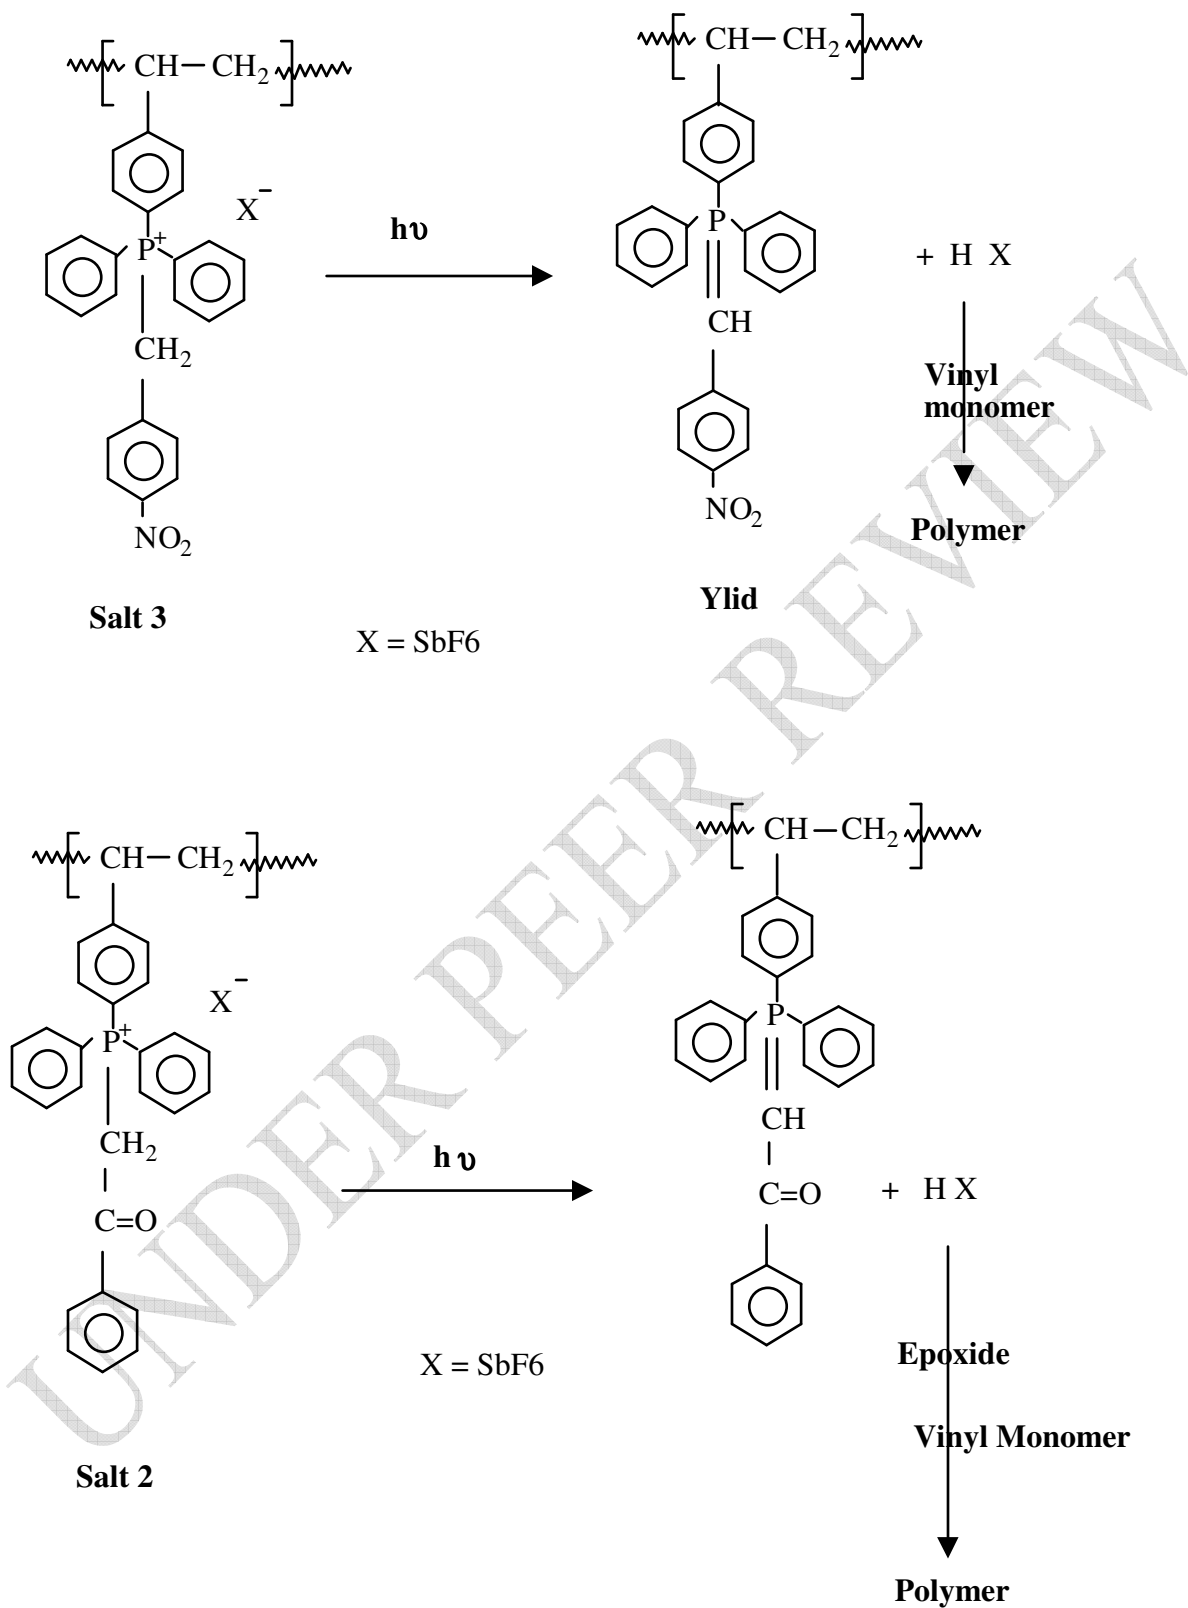 CH — CH2
CH — CH2
X−
P+
P
hυ
+ H X
CH2
CH
Vinyl
monomer
NO2
NO2
Polymer
Salt 3
Ylid
X = SbF6
CH — CH2
CH — CH2
X−
P+
P
CH2
CH
h υ
C=O
C=O
+ H X
Epoxide
X = SbF6
Vinyl Monomer
Salt 2
Polymer
UNDER PEER REVIEW